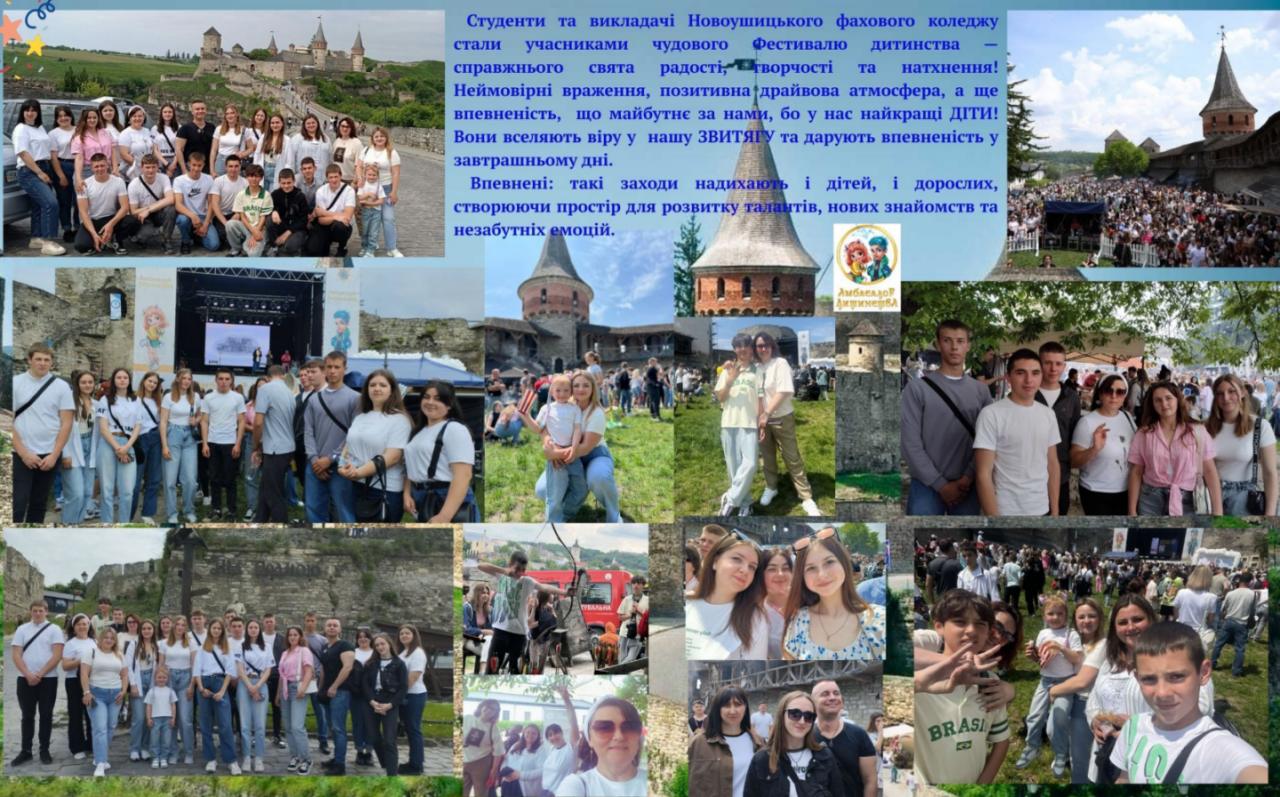 Студенти та викладачі Новоушицького фахового коледжу
стали учасниками чудового Фестивалю дитинства —
справжнього свята радості, творчості та натхнення!
Неймовірні враження, позитивна драйвова атмосфера, а ще
впевненість, що майбутнє за нами, бо у нас найкращі ДІТИ!
Вони вселяють віру у нашу ЗВИТЯГУ та дарують впевненість у
завтрашньому дні.
Впевнені: такі заходи надихають і дітей, і дорослих,
створюючи простір для розвитку талантів, нових знайомств та
незабутніх емоцій.
Амбасадор
Дитинства
BRASIL